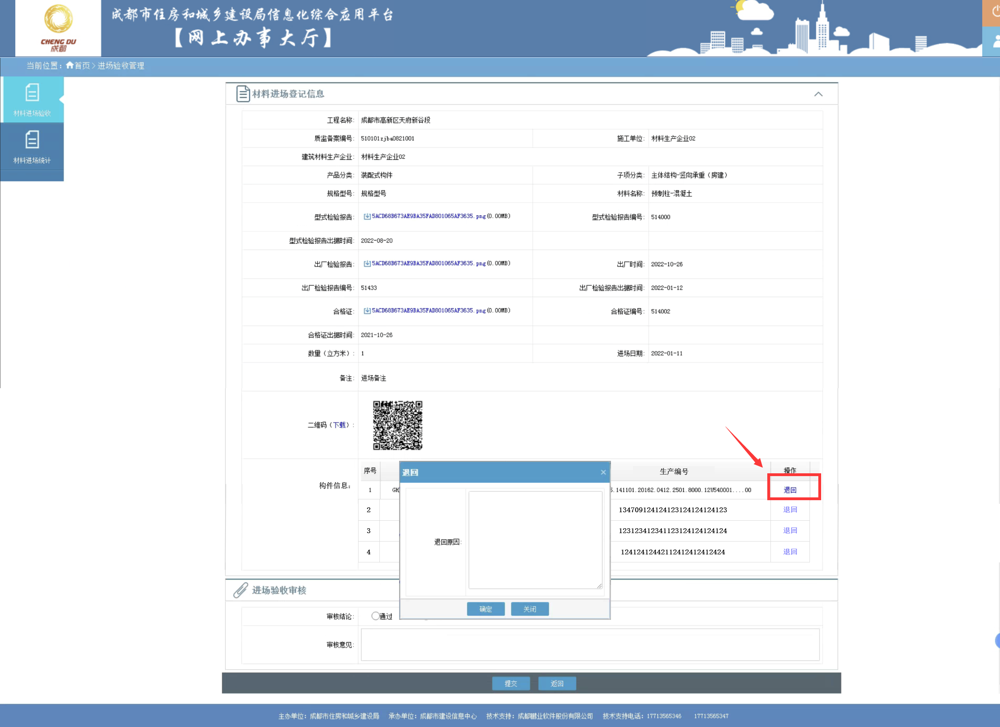 成都市住房和城乡建设局信息化综合应用平台
【网上办事大厅】
CHENG DU
成都
当前位置: 首页>进场验收管理
材料进场验收
材料进场统计
材料进场登记信息
工程名称: 成都市高新区天府新谷段
质监备案编号: 510101zjba0821001 施工单位: 材料生产企业02
建筑材料生产企业: 材料生产企业02
产品分类: 装配式构件 子项分类: 主体结构-竖向承重（房建）
规格型号: 规格型号 材料名称: 预制柱-混凝土
型式检验报告: 5ACD68B673AE9BA35FAD801065AF3635.png(0.00MB) 型式检验报告编号: 514000
型式检验报告出据时间: 2022-08-20
出厂检验报告: 5ACD68B673AE9BA35FAD801065AF3635.png(0.00MB) 出厂时间: 2022-10-26
出厂检验报告编号: 51433 出厂检验报告出据时间: 2022-01-12
合格证: 5ACD68B673AE9BA35FAD801065AF3635.png(0.00MB) 合格证编号: 514002
合格证出据时间: 2021-10-26
数量（立方米）: 1 进场日期: 2022-01-11
备注: 进场备注
二维码（下载）:
构件信息:
序号 生产编号 操作
1 .141101.20162.0412.2501.8000.12U540001....00 退回
2 134709124124123124124124123 退回
3 123123412341123124124124124 退回
4 12412412442112412412412424 退回
退回 ×
退回原因:
确定 关闭
进场验收审核
审核结论: 通过
审核意见:
提交 返回
主办单位: 成都市住房和城乡建设局 承办单位: 成都市建设信息中心 技术支持: 成都鹏业软件股份有限公司 技术支持电话: 17713565346 17713565347